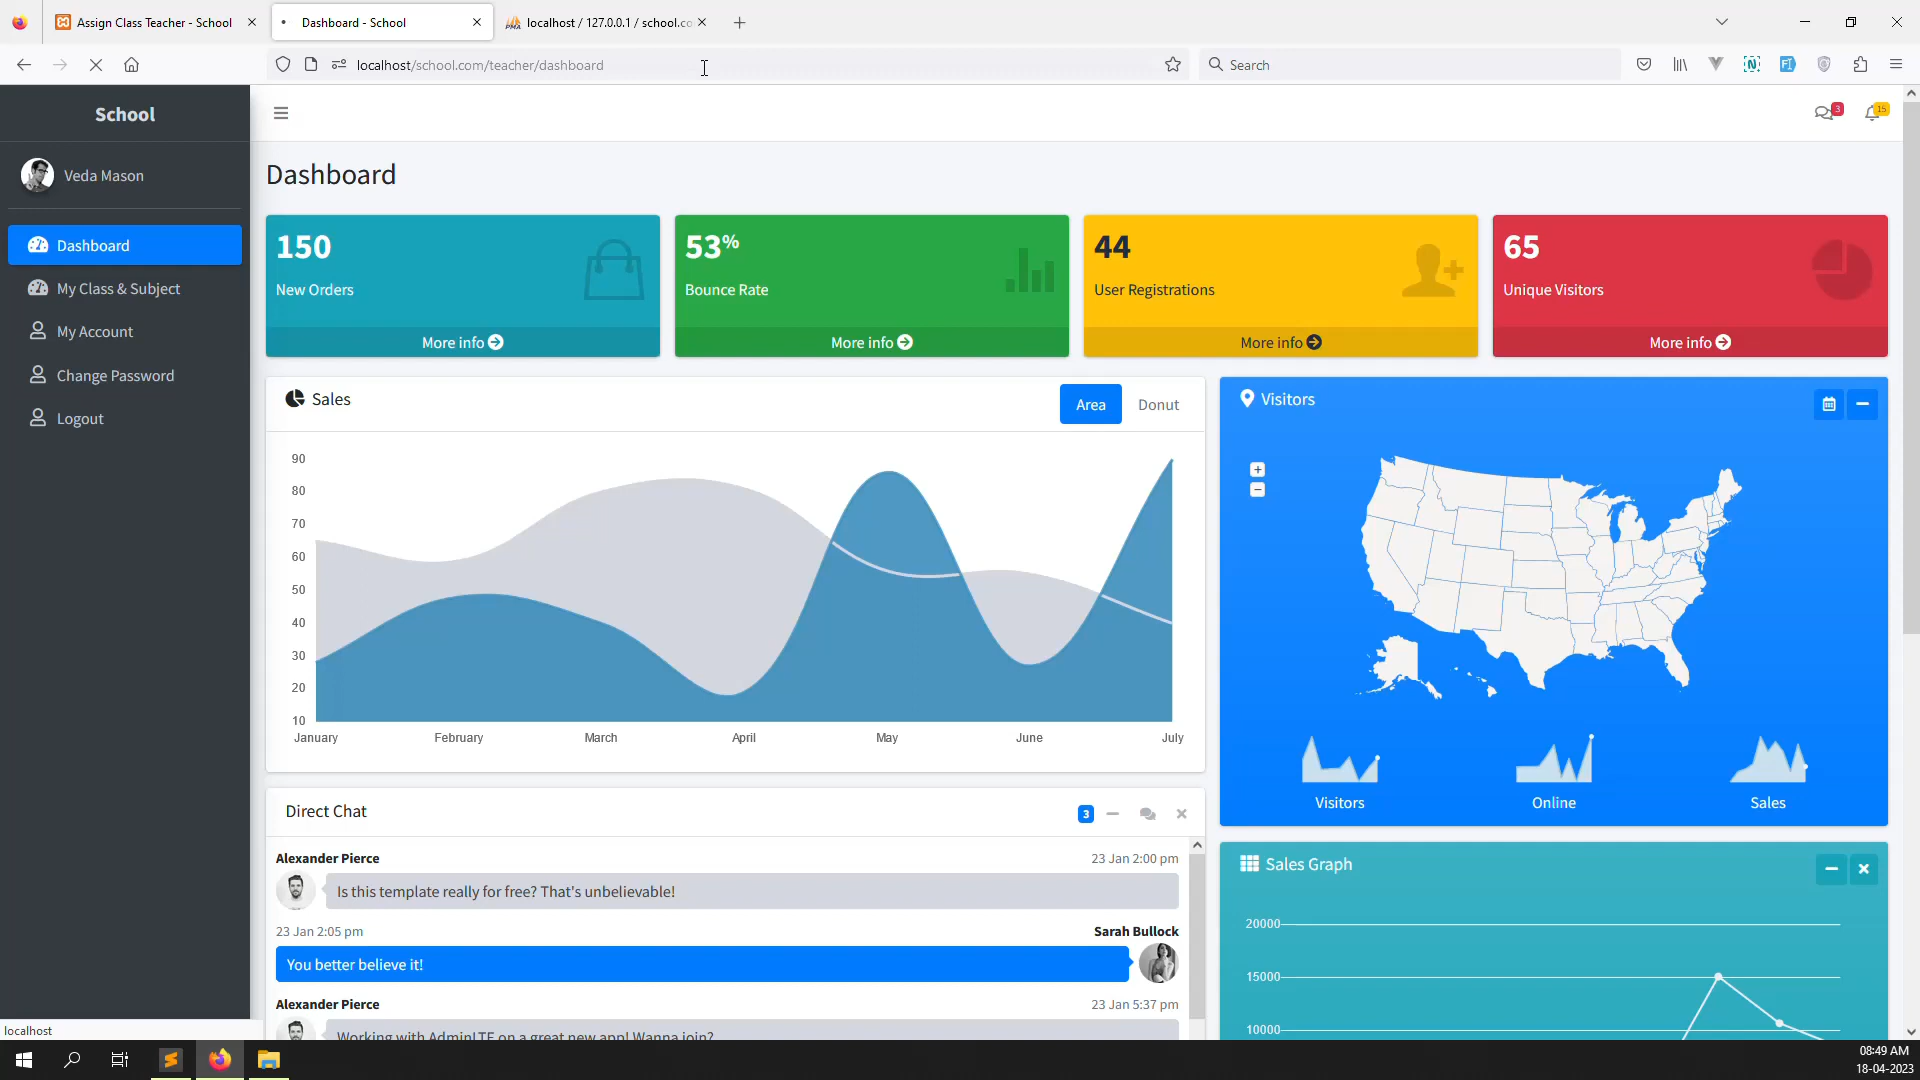 Assign Class Teacher - School
Dashboard - School
localhost / 127.0.0.1 / school.co
localhost/school.com/teacher/dashboard
Search
School
3
15
Veda Mason
Dashboard
My Class & Subject
My Account
Change Password
Logout
Dashboard
150
New Orders
More info
53%
Bounce Rate
More info
44
User Registrations
More info
65
Unique Visitors
More info
Sales
Area
Donut
90
80
70
60
50
40
30
20
10
January
February
March
April
May
June
July
Visitors
+
−
Visitors
Online
Sales
Direct Chat
3
Alexander Pierce
23 Jan 2:00 pm
Is this template really for free? That's unbelievable!
23 Jan 2:05 pm
Sarah Bullock
You better believe it!
Alexander Pierce
23 Jan 5:37 pm
Working with AdminLTE on a great new app! Wanna join?
Sales Graph
20000
15000
10000
localhost
08:49 AM
18-04-2023